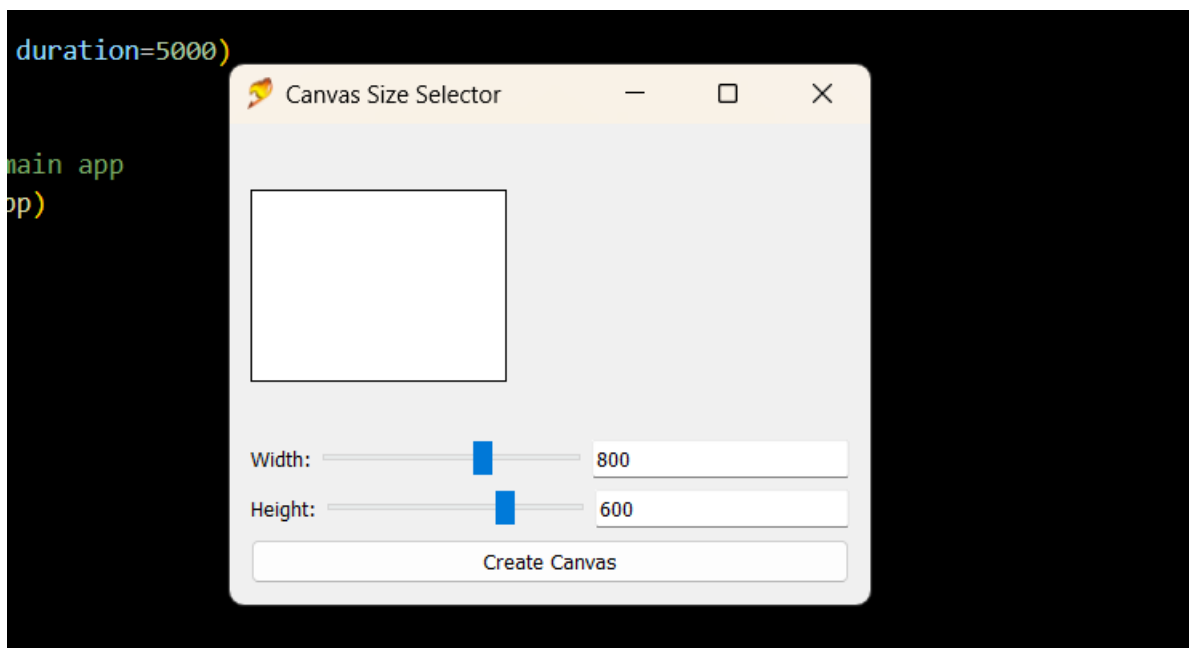 duration=5000)
Canvas Size Selector
main app
pp)
Width:
800
Height:
600
Create Canvas